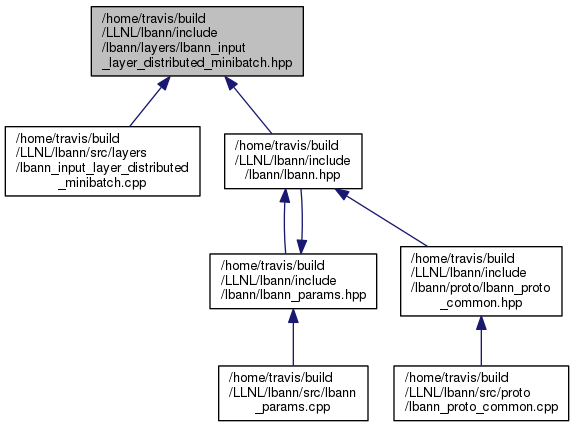 /home/travis/build
/LLNL/lbann/include
/lbann/layers/lbann_input
_layer_distributed_minibatch.hpp
/home/travis/build
/LLNL/lbann/src/layers
/lbann_input_layer_distributed
_minibatch.cpp
/home/travis/build
/LLNL/lbann/include
/lbann/lbann.hpp
/home/travis/build
/LLNL/lbann/include
/lbann/lbann_params.hpp
/home/travis/build
/LLNL/lbann/include
/lbann/proto/lbann_proto
_common.hpp
/home/travis/build
/LLNL/lbann/src/lbann
_params.cpp
/home/travis/build
/LLNL/lbann/src/proto
/lbann_proto_common.cpp